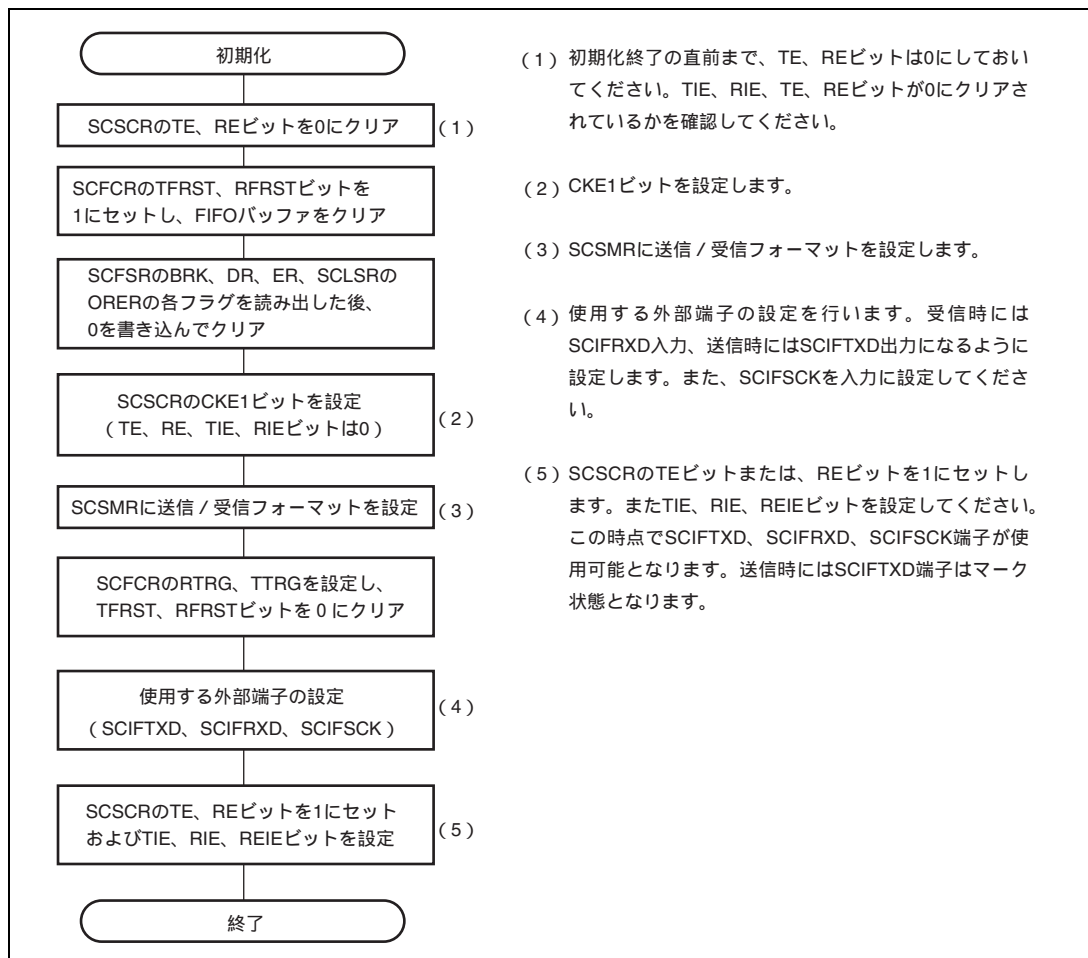 初期化
SCSCRのTE、REビットを0にクリア
（1）
SCFCRのTFRST、RFRSTビットを
1にセットし、FIFOバッファをクリア
SCFSRのBRK、DR、ER、SCLSRの
ORERの各フラグを読み出した後、
0を書き込んでクリア
SCSCRのCKE1ビットを設定
（TE、RE、TIE、RIEビットは0）
（2）
SCSMRに送信 / 受信フォーマットを設定
（3）
SCFCRのRTRG、TTRGを設定し、
TFRST、RFRSTビットを 0 にクリア
使用する外部端子の設定
（SCIFTXD、SCIFRXD、SCIFSCK）
（4）
SCSCRのTE、REビットを1にセット
およびTIE、RIE、REIEビットを設定
（5）
終了
（1）初期化終了の直前まで、TE、REビットは0にしておい
てください。TIE、RIE、TE、REビットが0にクリアさ
れているかを確認してください。
（2）CKE1ビットを設定します。
（3）SCSMRに送信 / 受信フォーマットを設定します。
（4）使用する外部端子の設定を行います。受信時には
SCIFRXD入力、送信時にはSCIFTXD出力になるように
設定します。また、SCIFSCKを入力に設定してくださ
い。
（5）SCSCRのTEビットまたは、REビットを1にセットし
ます。またTIE、RIE、REIEビットを設定してください。
この時点でSCIFTXD、SCIFRXD、SCIFSCK端子が使
用可能となります。送信時にはSCIFTXD端子はマーク
状態となります。